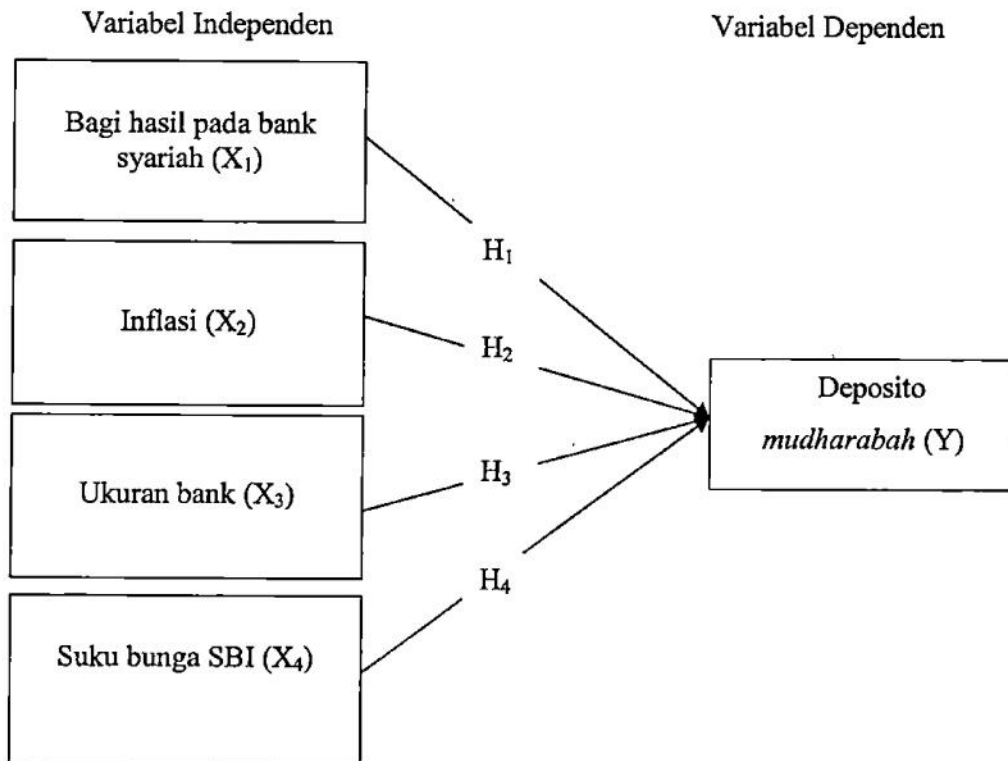 Variabel Independen
Variabel Dependen
Bagi hasil pada bank
syariah (X₁)
H₁
Inflasi (X₂)
H₂
Deposito
mudharabah (Y)
Ukuran bank (X₃)
H₃
H₄
Suku bunga SBI (X₄)